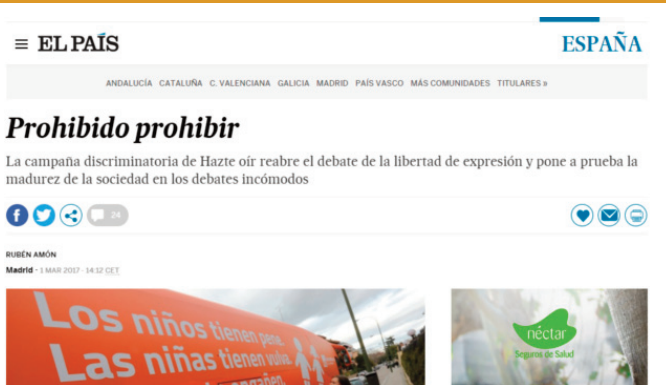 EL PAÍS
ESPAÑA
ANDALUCÍA CATALUÑA C. VALENCIANA GALICIA MADRID PAÍS VASCO MÁS COMUNIDADES TITULARES »
Prohibido prohibir
La campaña discriminatoria de Hazte oír reabre el debate de la libertad de expresión y pone a prueba la
madurez de la sociedad en los debates incómodos
24
RUBÉN AMÓN
Madrid - 1 MAR 2017 - 14:12 CET
Los niños tienen pene.
Las niñas tienen vulva.
engañen.
néctar
Seguros de Salud